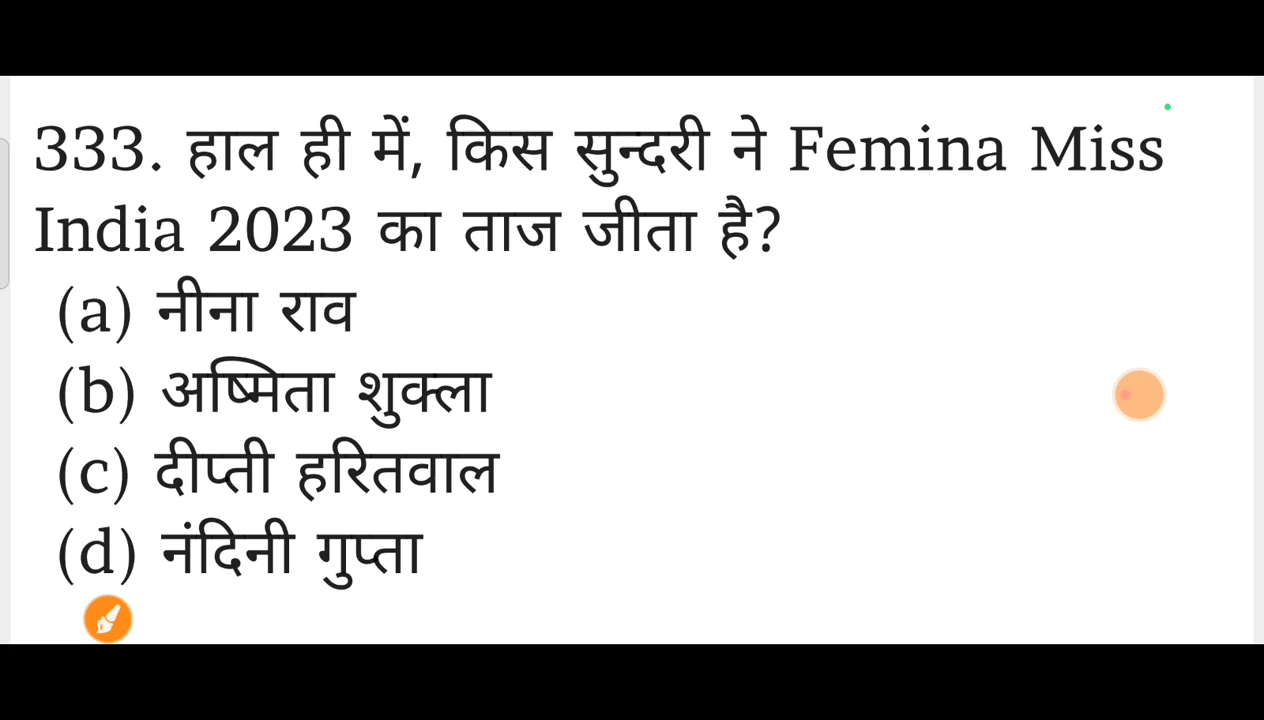 333. हाल ही में, किस सुन्दरी ने Femina Miss
India 2023 का ताज जीता है?
(a) नीना राव
(b) अष्मिता शुक्ला
(c) दीप्ती हरितवाल
(d) नंदिनी गुप्ता